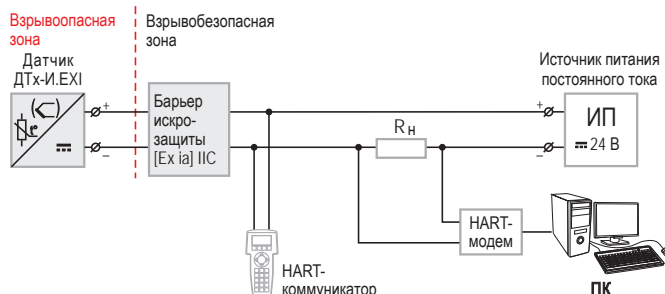 Взрывоопасная
зона
Взрывобезопасная
зона
Датчик
ДТх-И.EXI
t°
+
–
Барьер
искро-
защиты
[Ex ia] IIC
Rн
Источник питания
постоянного тока
+
–
ИП
24 В
HART-
модем
HART-
коммуникатор
ПК